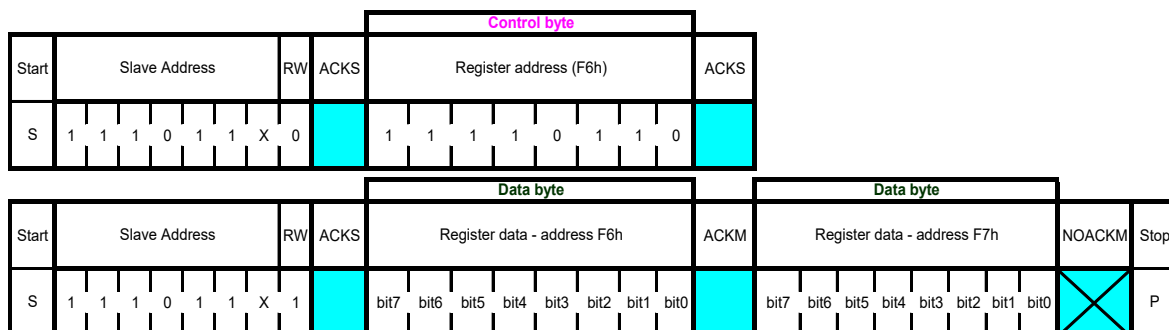 Control byte
Start Slave Address RW ACKS Register address (F6h) ACKS
S 1 1 1 0 1 1 X 0 1 1 1 1 0 1 1 0
Data byte Data byte
Start Slave Address RW ACKS Register data - address F6h ACKM Register data - address F7h NOACKM Stop
S 1 1 1 0 1 1 X 1 bit7 bit6 bit5 bit4 bit3 bit2 bit1 bit0 bit7 bit6 bit5 bit4 bit3 bit2 bit1 bit0 P